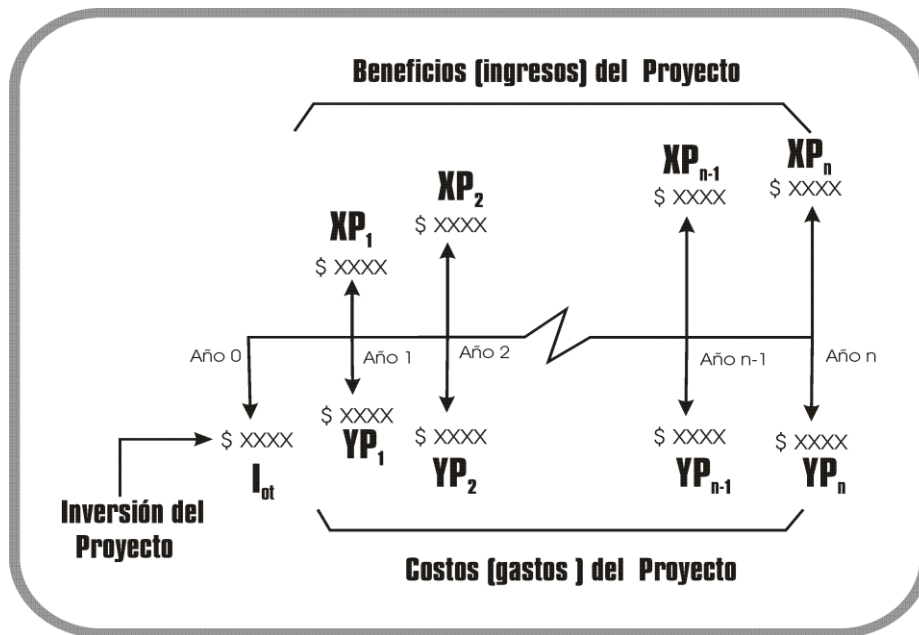 Beneficios (ingresos) del Proyecto
XPn-1
XPn
$ XXXX
$ XXXX
XP2
$ XXXX
XP1
$ XXXX
Año 0
Año 1
Año 2
Año n-1
Año n
$ XXXX
$ XXXX
$ XXXX
$ XXXX
$ XXXX
Iot
YP1
YP2
YPn-1
YPn
Inversión del
Proyecto
Costos (gastos ) del Proyecto